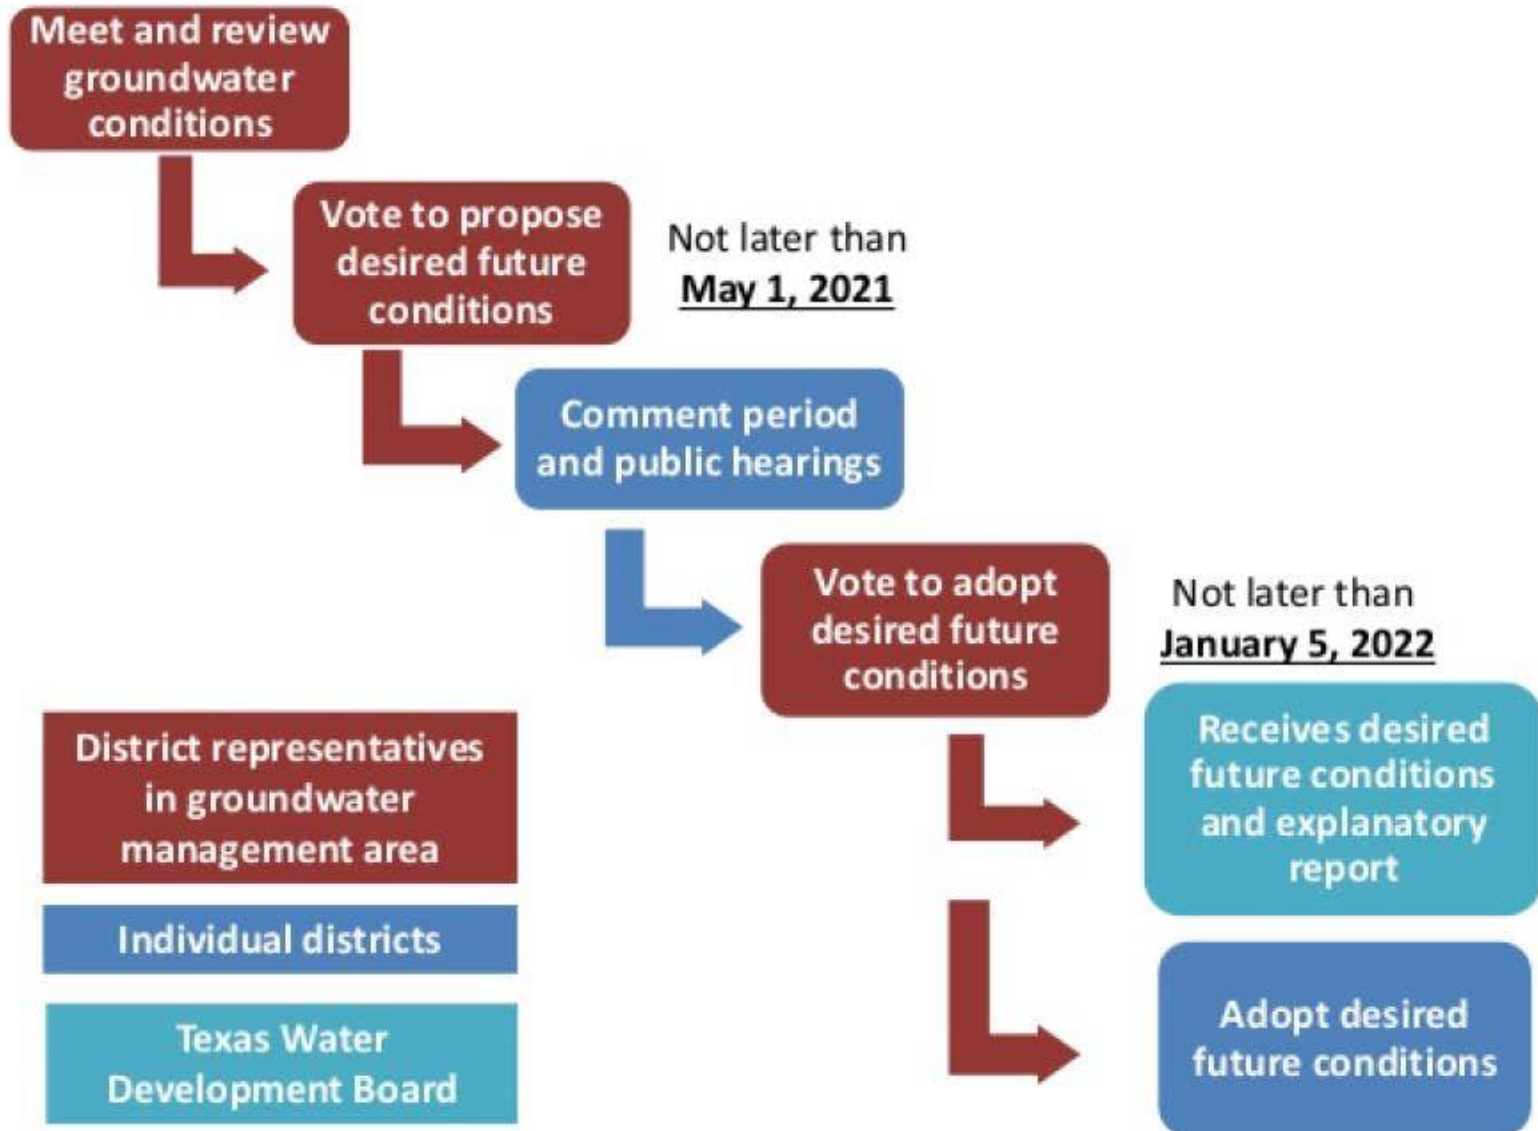 Meet and review
groundwater
conditions
Vote to propose
desired future
conditions
Not later than
May 1, 2021
Comment period
and public hearings
Vote to adopt
desired future
conditions
Not later than
January 5, 2022
Receives desired
future conditions
and explanatory
report
Adopt desired
future conditions
District representatives
in groundwater
management area
Individual districts
Texas Water
Development Board